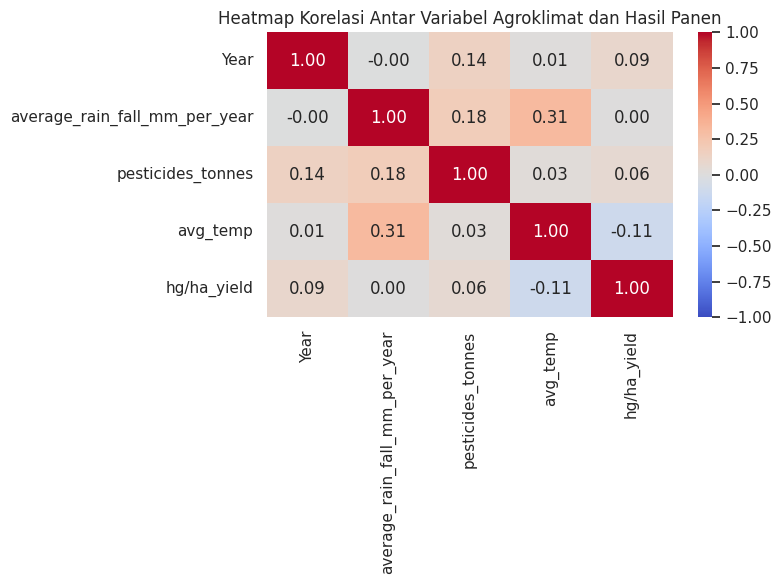 Heatmap Korelasi Antar Variabel Agroklimat dan Hasil Panen
Year 1.00 -0.00 0.14 0.01 0.09
average_rain_fall_mm_per_year -0.00 1.00 0.18 0.31 0.00
pesticides_tonnes 0.14 0.18 1.00 0.03 0.06
avg_temp 0.01 0.31 0.03 1.00 -0.11
hg/ha_yield 0.09 0.00 0.06 -0.11 1.00
Year
average_rain_fall_mm_per_year
pesticides_tonnes
avg_temp
hg/ha_yield
1.00
0.75
0.50
0.25
0.00
−0.25
−0.50
−0.75
−1.00